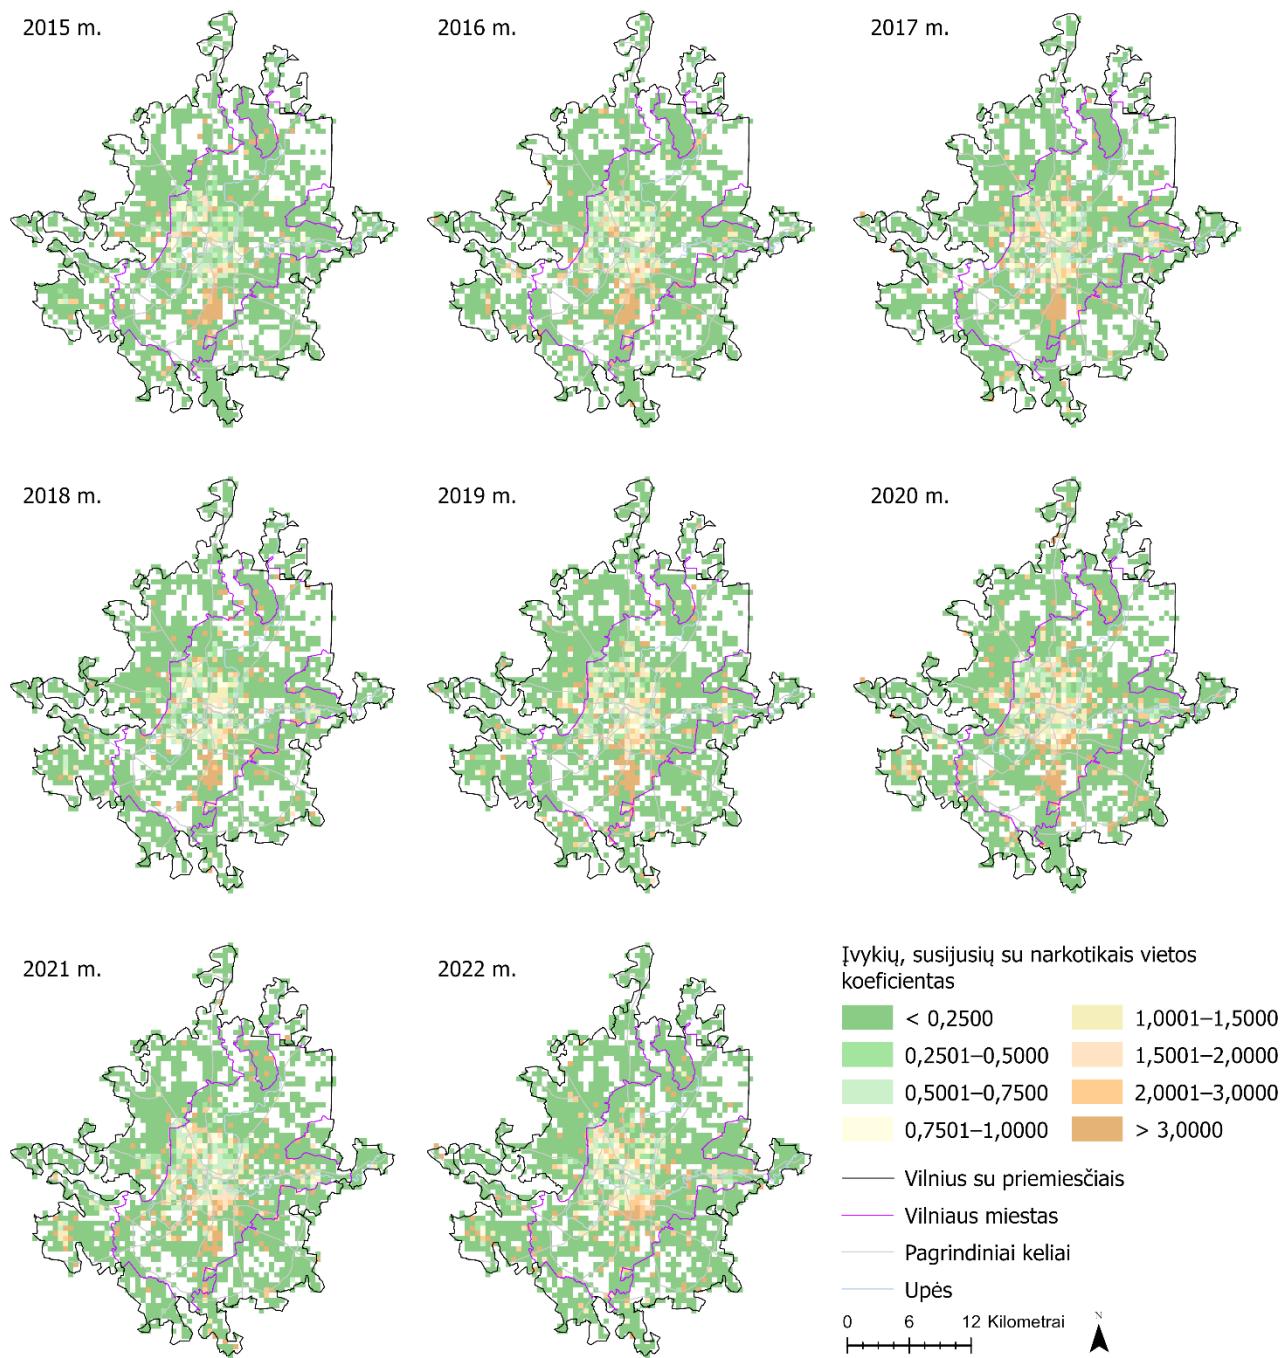 2015 m.
2016 m.
2017 m.
2018 m.
2019 m.
2020 m.
2021 m.
2022 m.
Įvykių, susijusių su narkotikais vietos
koeficientas
< 0,2500
0,2501–0,5000
0,5001–0,7500
0,7501–1,0000
1,0001–1,5000
1,5001–2,0000
2,0001–3,0000
> 3,0000
Vilnius su priemiesčiais
Vilniaus miestas
Pagrindiniai keliai
Upės
0 6 12 Kilometrai
N